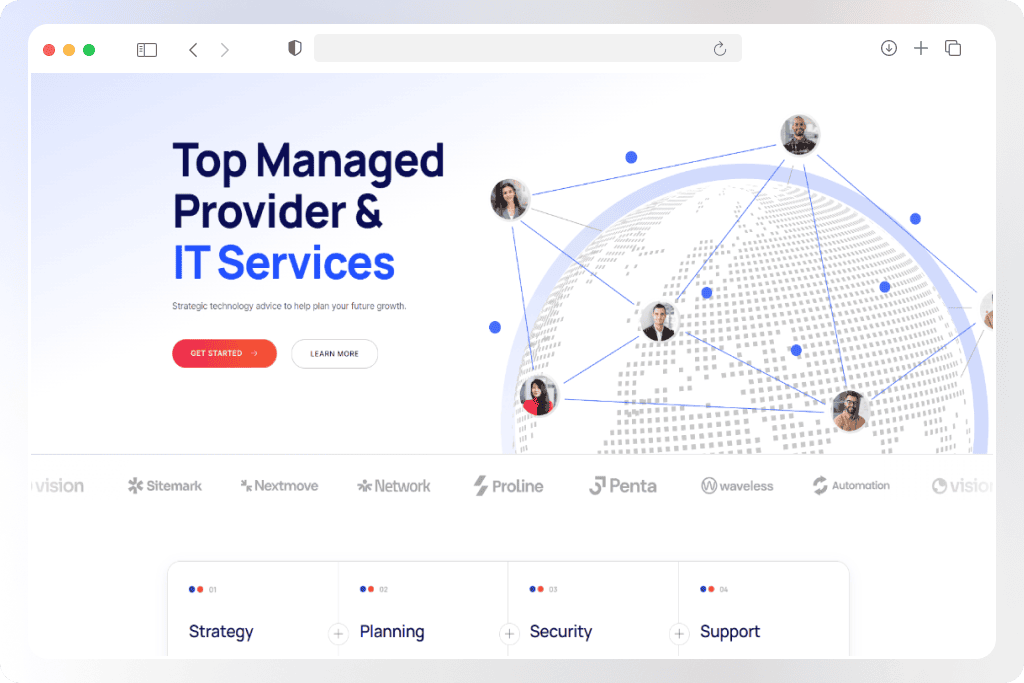 Top Managed
Provider &
IT Services
Strategic technology advice to help plan your future growth.
GET STARTED
LEARN MORE
vision
Sitemark
Nextmove
Network
Proline
Penta
waveless
Automation
vision
01
02
03
04
Strategy
Planning
Security
Support